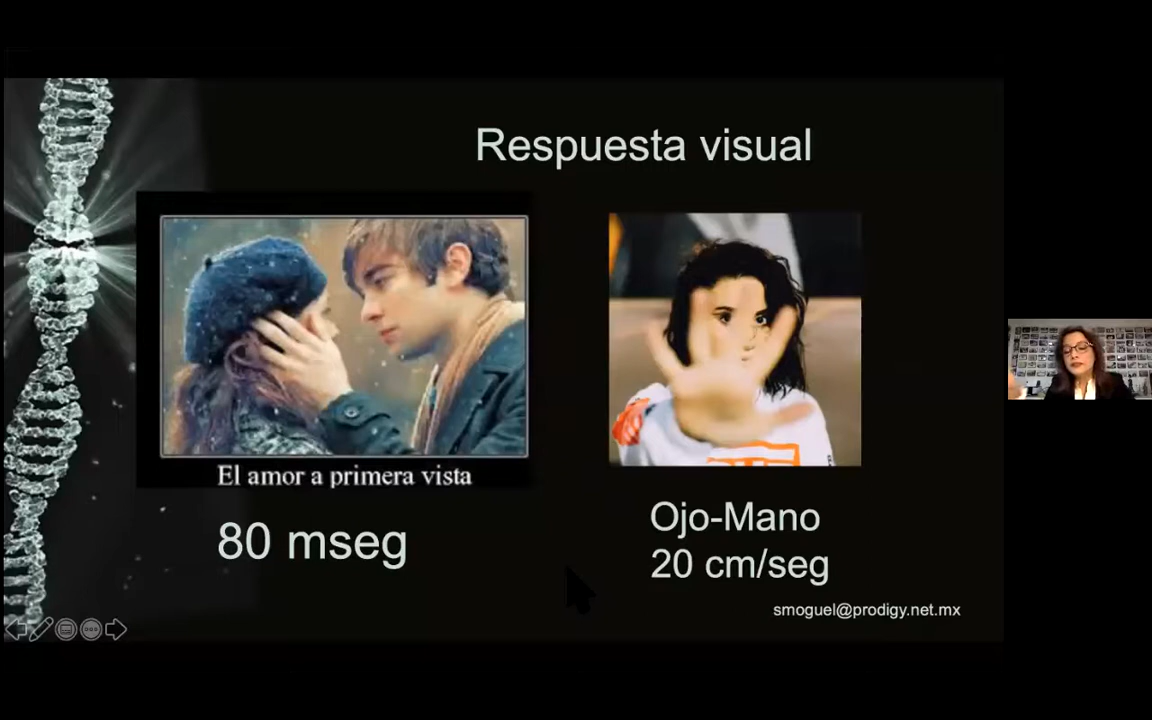 Respuesta visual
El amor a primera vista
80 mseg
Ojo-Mano
20 cm/seg
smoguel@prodigy.net.mx